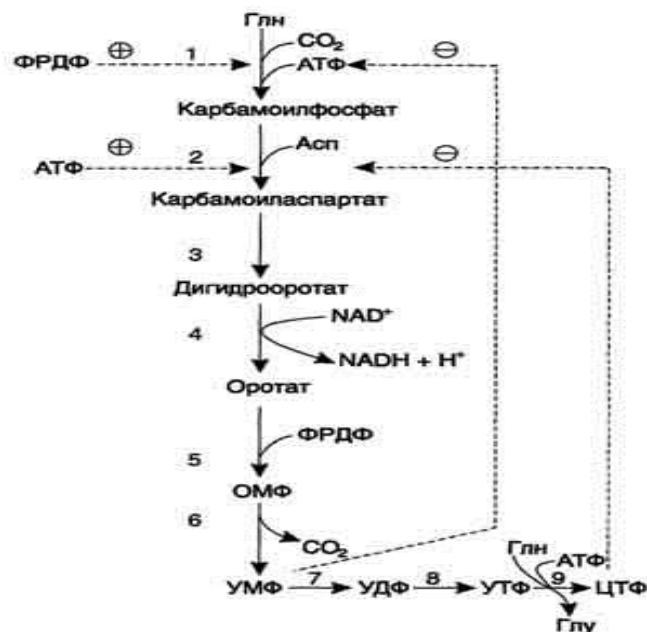 Глн
CO₂
ФРДФ ⊕ 1 АТФ ⊖
Карбамоилфосфат
Асп
АТФ ⊕ 2 ⊖
Карбамоиласпартат
3
Дигидрооротат
NAD⁺
4
NADH + H⁺
Оротат
ФРДФ
5
ОМФ
6
CO₂
Глн АТФ
УМФ 7 УДФ 8 УТФ 9 ЦТФ
Глу